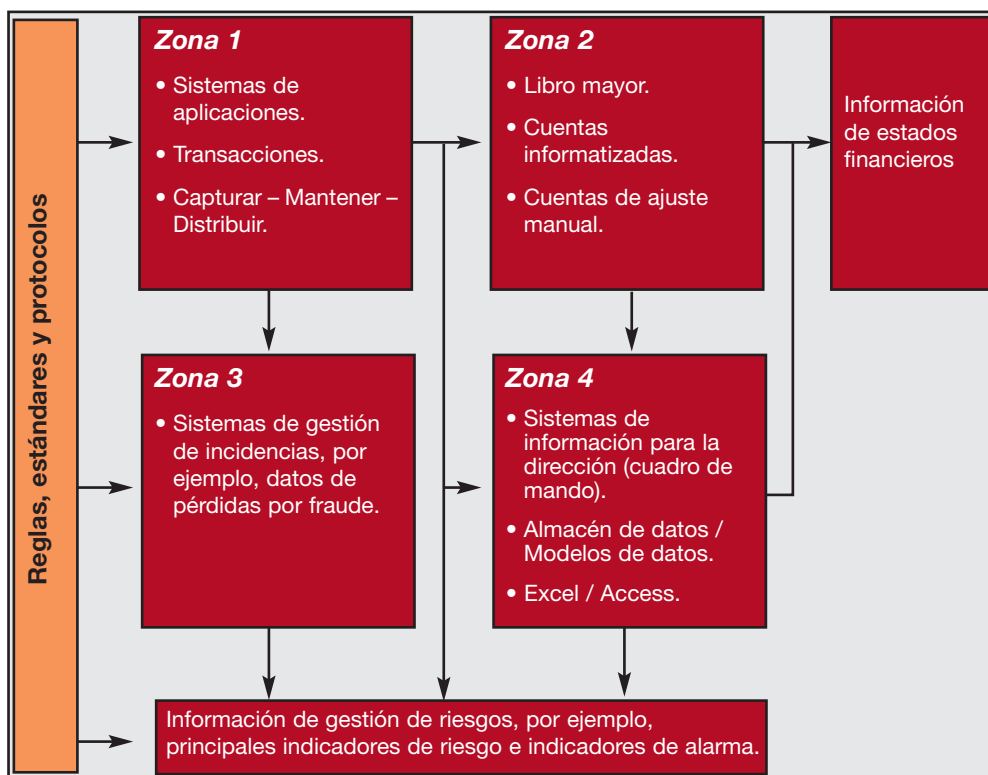 Reglas, estándares y protocolos
Zona 1
• Sistemas de
aplicaciones.
• Transacciones.
• Capturar – Mantener –
Distribuir.
Zona 2
• Libro mayor.
• Cuentas
informatizadas.
• Cuentas de ajuste
manual.
Información
de estados
financieros
Zona 3
• Sistemas de gestión
de incidencias, por
ejemplo, datos de
pérdidas por fraude.
Zona 4
• Sistemas de
información para la
dirección (cuadro de
mando).
• Almacén de datos /
Modelos de datos.
• Excel / Access.
Información de gestión de riesgos, por ejemplo,
principales indicadores de riesgo e indicadores de alarma.